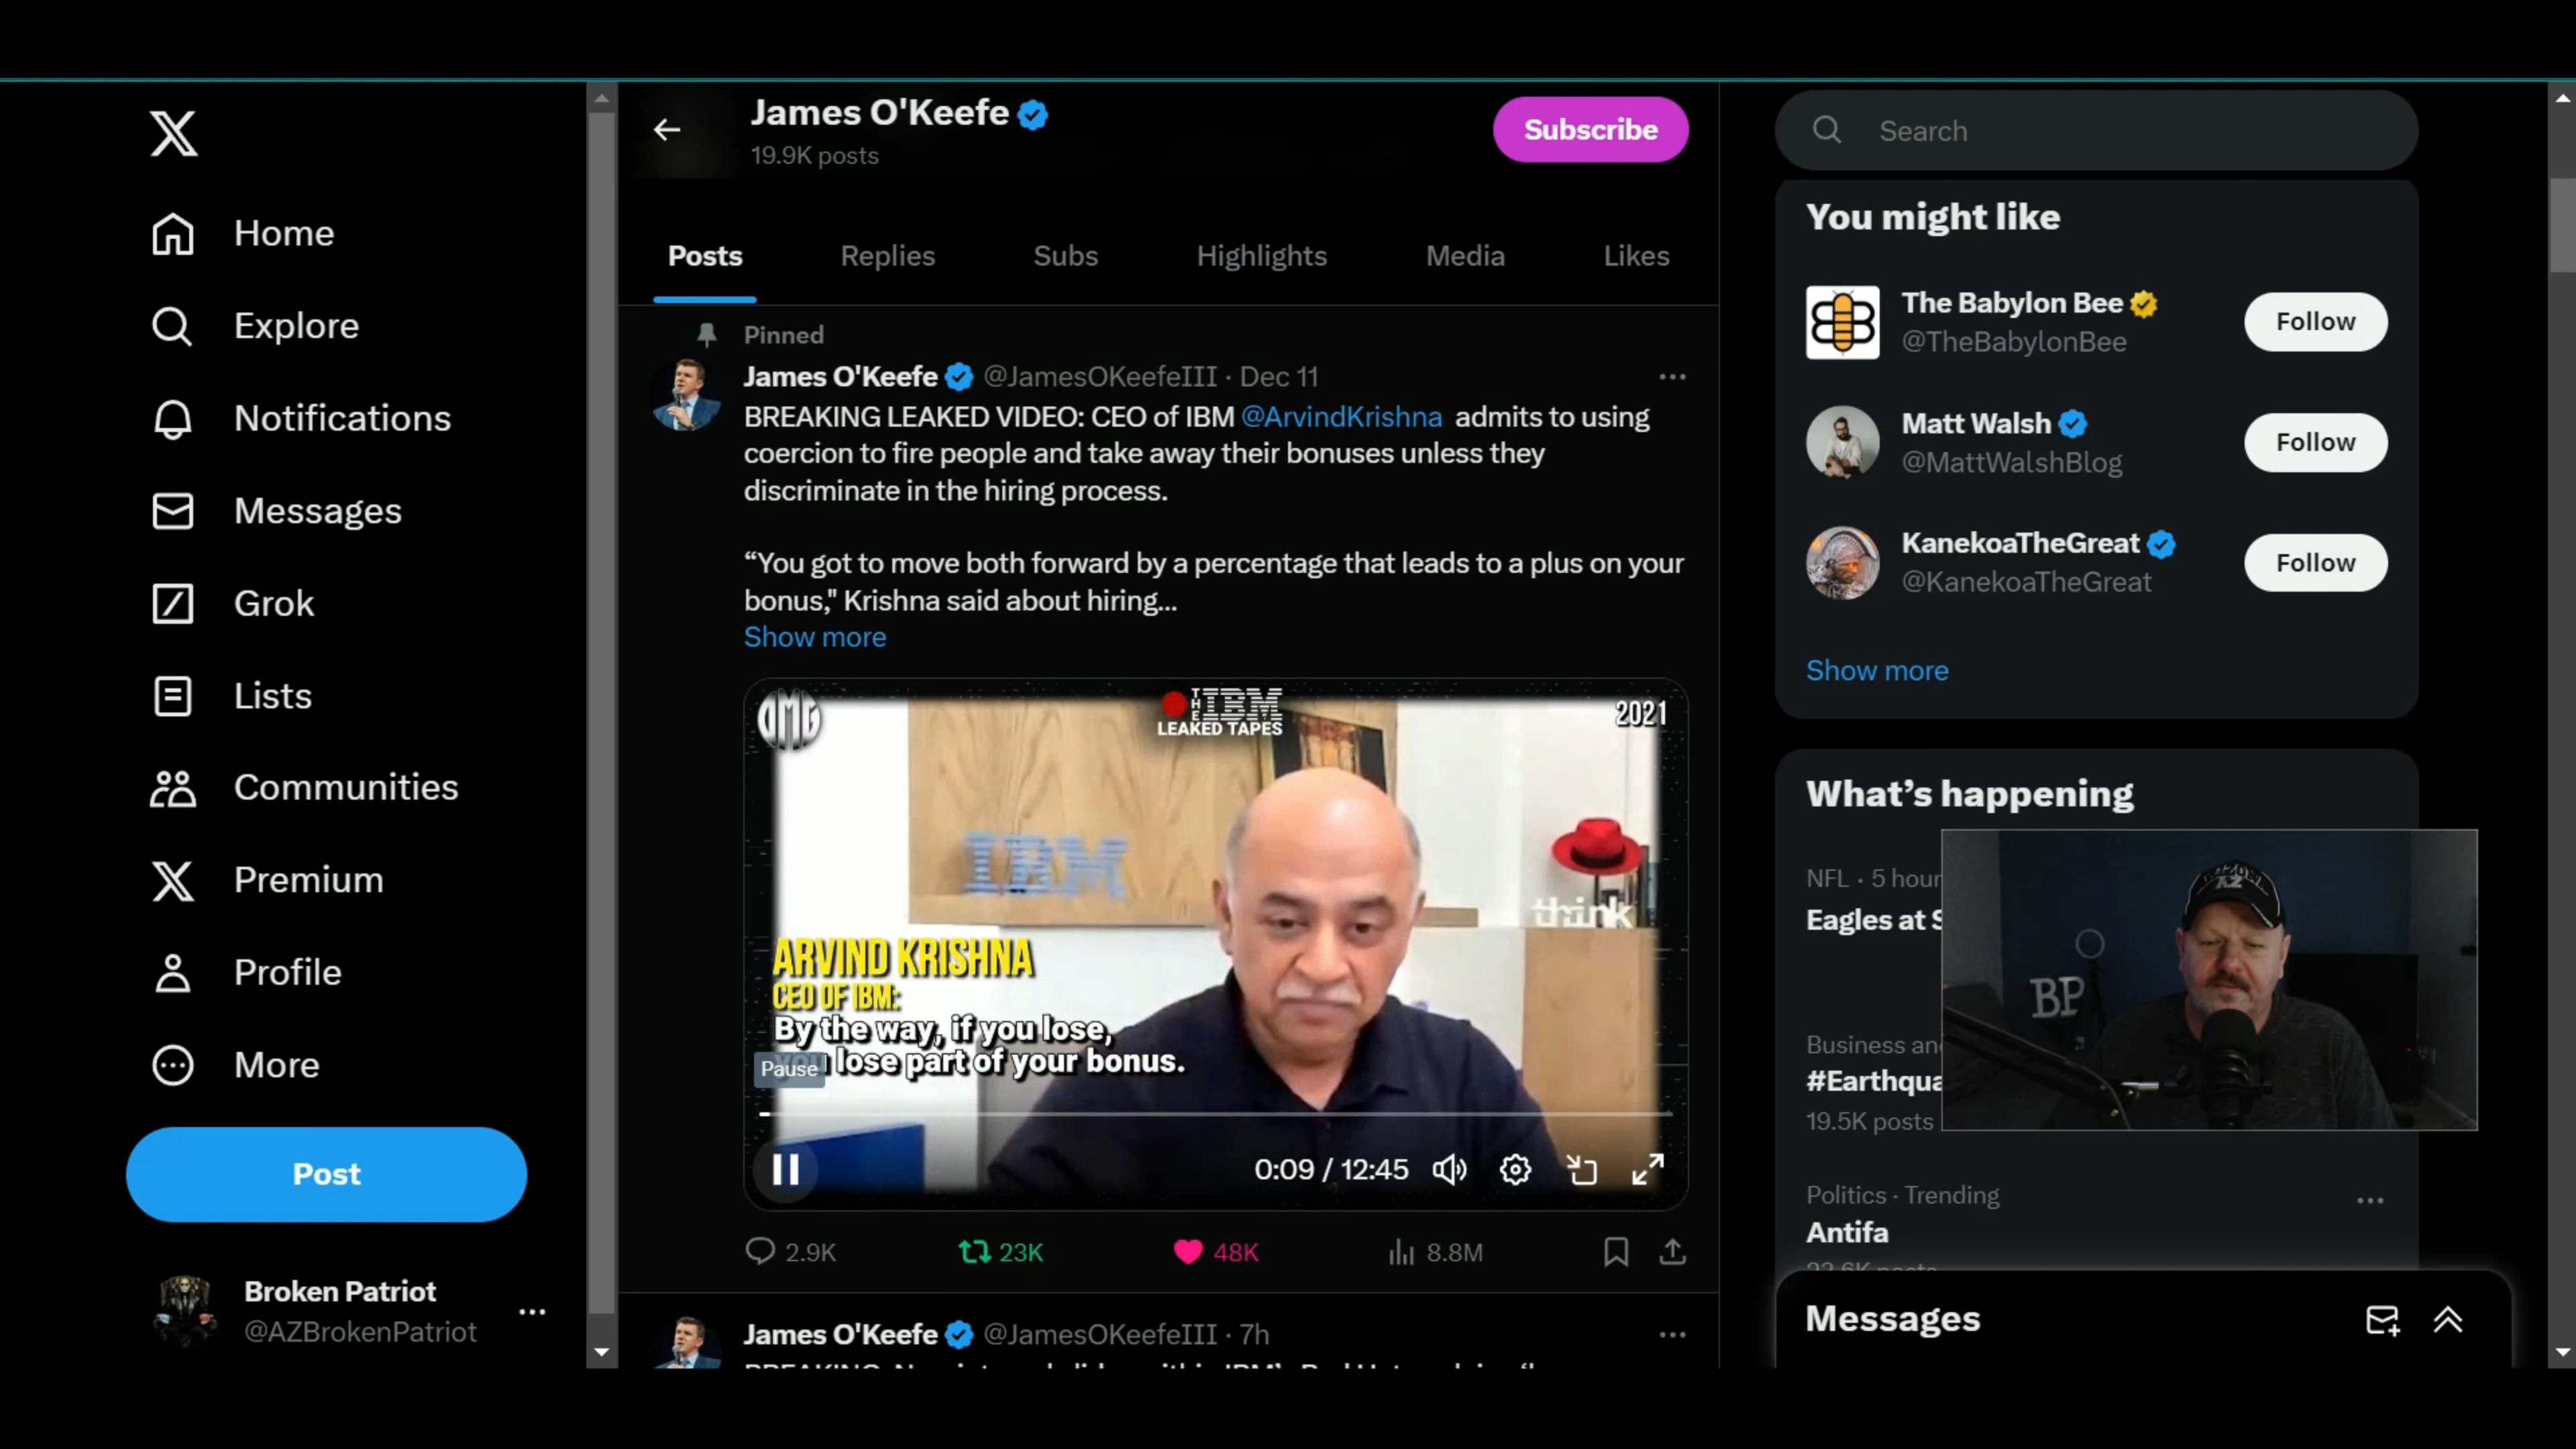 Home
Explore
Notifications
Messages
Grok
Lists
Communities
Premium
Profile
More
Post
Broken Patriot
@AZBrokenPatriot
James O'Keefe
19.9K posts
Subscribe
Posts
Replies
Subs
Highlights
Media
Likes
Pinned
James O'Keefe @JamesOKeefeIII · Dec 11
BREAKING LEAKED VIDEO: CEO of IBM @ArvindKrishna admits to using
coercion to fire people and take away their bonuses unless they
discriminate in the hiring process.
“You got to move both forward by a percentage that leads to a plus on your
bonus," Krishna said about hiring...
Show more
OMG
THE IBM
LEAKED TAPES
2021
IBM
think
ARVIND KRISHNA
CEO OF IBM:
By the way, if you lose,
lose part of your bonus.
Pause
0:09 / 12:45
2.9K
23K
48K
8.8M
James O'Keefe @JamesOKeefeIII · 7h
Search
You might like
The Babylon Bee
@TheBabylonBee
Follow
Matt Walsh
@MattWalshBlog
Follow
KanekoaTheGreat
@KanekoaTheGreat
Follow
Show more
What’s happening
NFL · 5 hour
Eagles at S
BP
Business an
#Earthqua
19.5K posts
Politics · Trending
Antifa
Messages